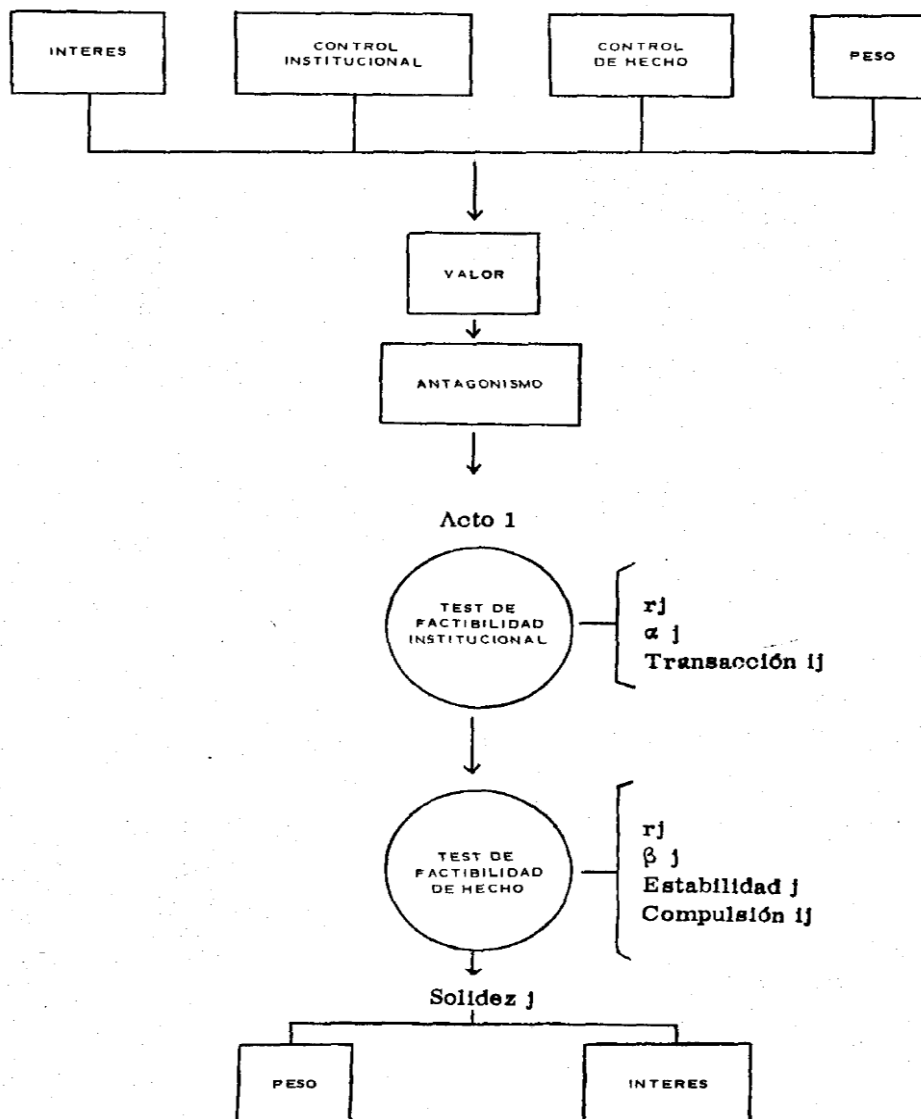 INTERES
CONTROL
INSTITUCIONAL
CONTROL
DE HECHO
PESO
VALOR
ANTAGONISMO
Acto 1
TEST DE
FACTIBILIDAD
INSTITUCIONAL
rj
α j
Transacción ij
TEST DE
FACTIBILIDAD
DE HECHO
rj
β j
Estabilidad j
Compulsión ij
Solidez j
PESO
INTERES